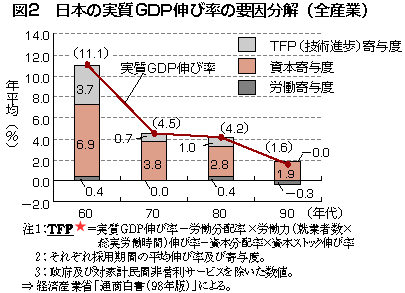 図2 日本の実質GDP伸び率の要因分解(全産業)
14.0
12.0
10.0
8.0
6.0
4.0
2.0
0.0
−2.0
年平均(%)
(11.1)
実質GDP伸び率
TFP(技術進歩)寄与度
資本寄与度
労働寄与度
3.7
6.9
0.4
(4.5)
0.7
3.8
0.0
(4.2)
1.0
2.8
0.4
(1.6)
−0.0
1.9
−0.3
60 70 80 90 (年代)
注1:TFP★=実質GDP伸び率−労働分配率×労働力(就業者数×
総実労働時間)伸び率−資本分配率×資本ストック伸び率
2:それぞれ採用期間の平均伸び率及び寄与度。
3:政府及び対家計民間非営利サービスを除いた数値。
⇒ 経済産業省「通商白書(98年版)」による。